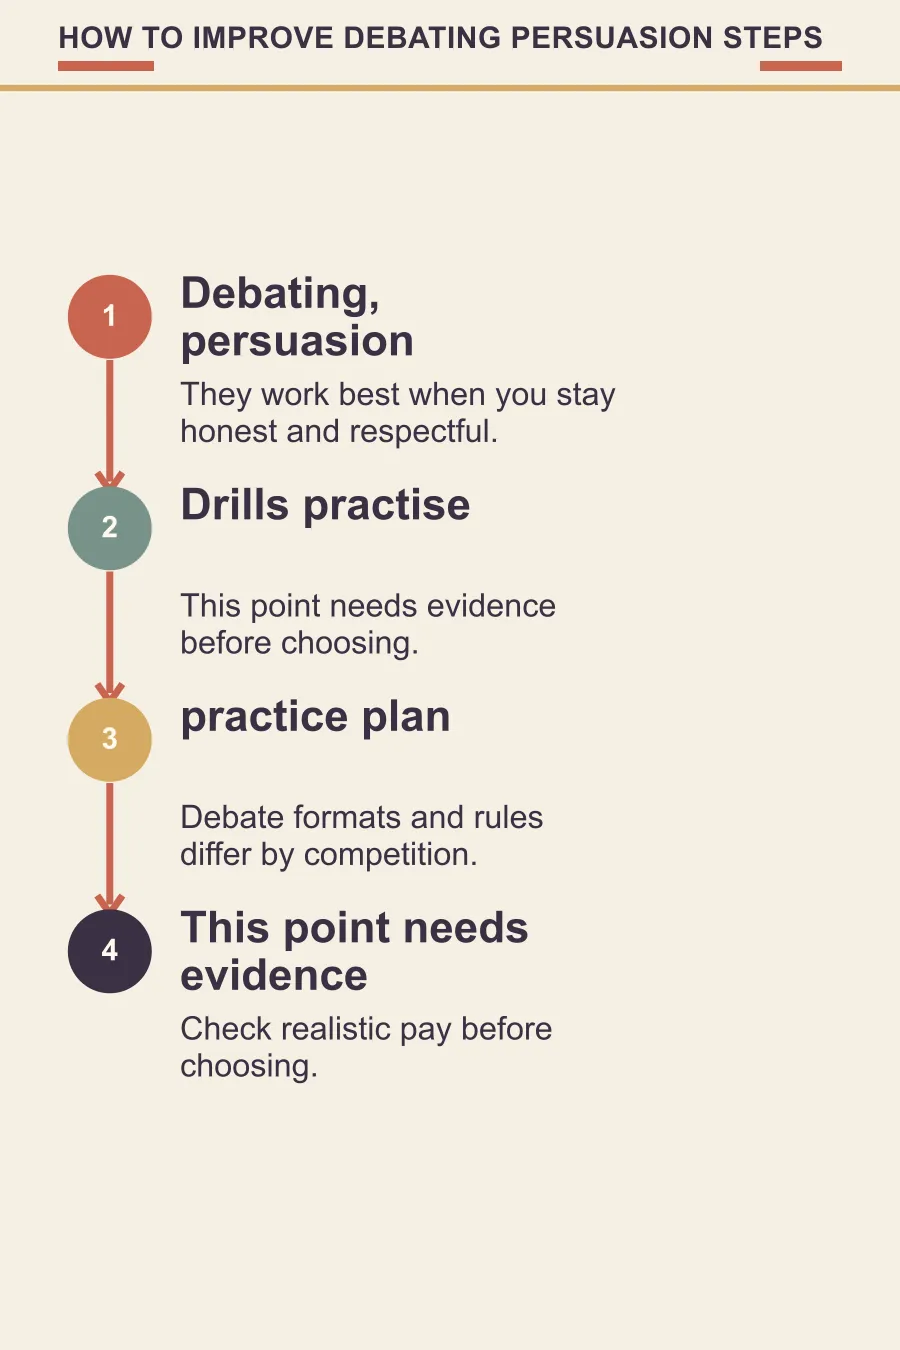 HOW TO IMPROVE DEBATING PERSUASION STEPS
1
Debating,
persuasion
They work best when you stay
honest and respectful.
2
Drills practise
This point needs evidence
before choosing.
3
practice plan
Debate formats and rules
differ by competition.
4
This point needs
evidence
Check realistic pay before
choosing.